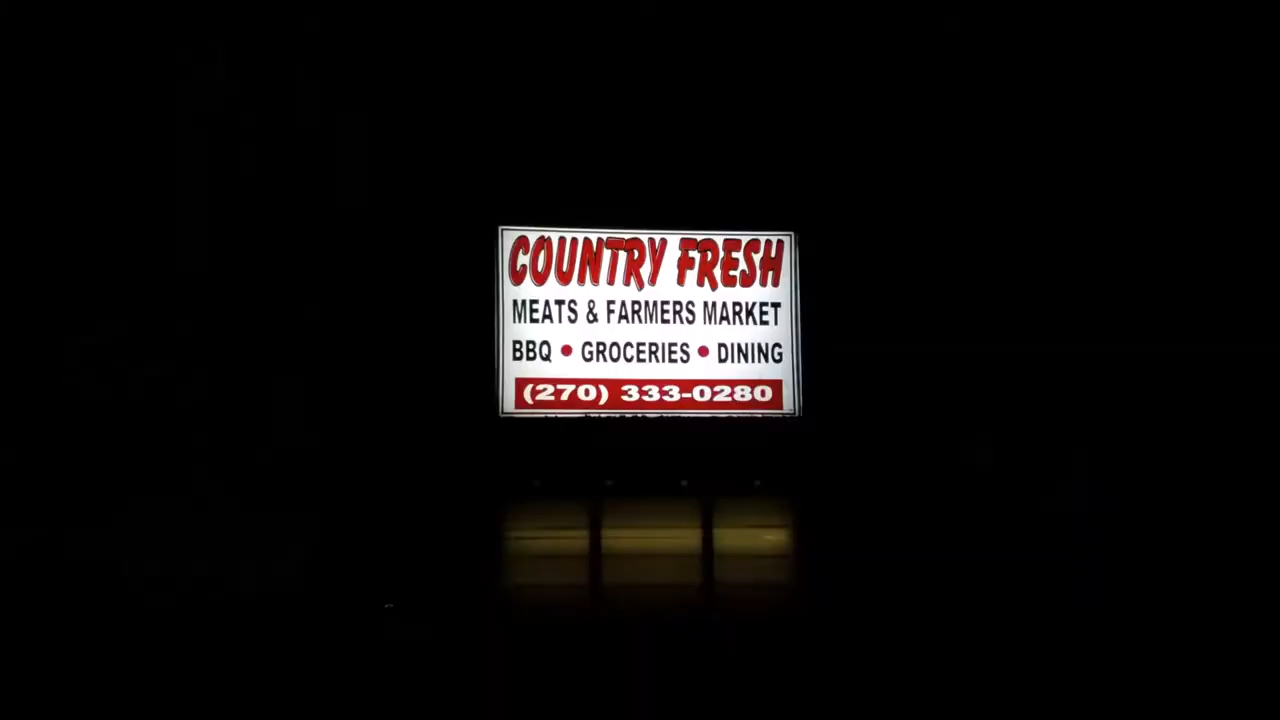 COUNTRY FRESH
MEATS & FARMERS MARKET
BBQ • GROCERIES • DINING
(270) 333-0280